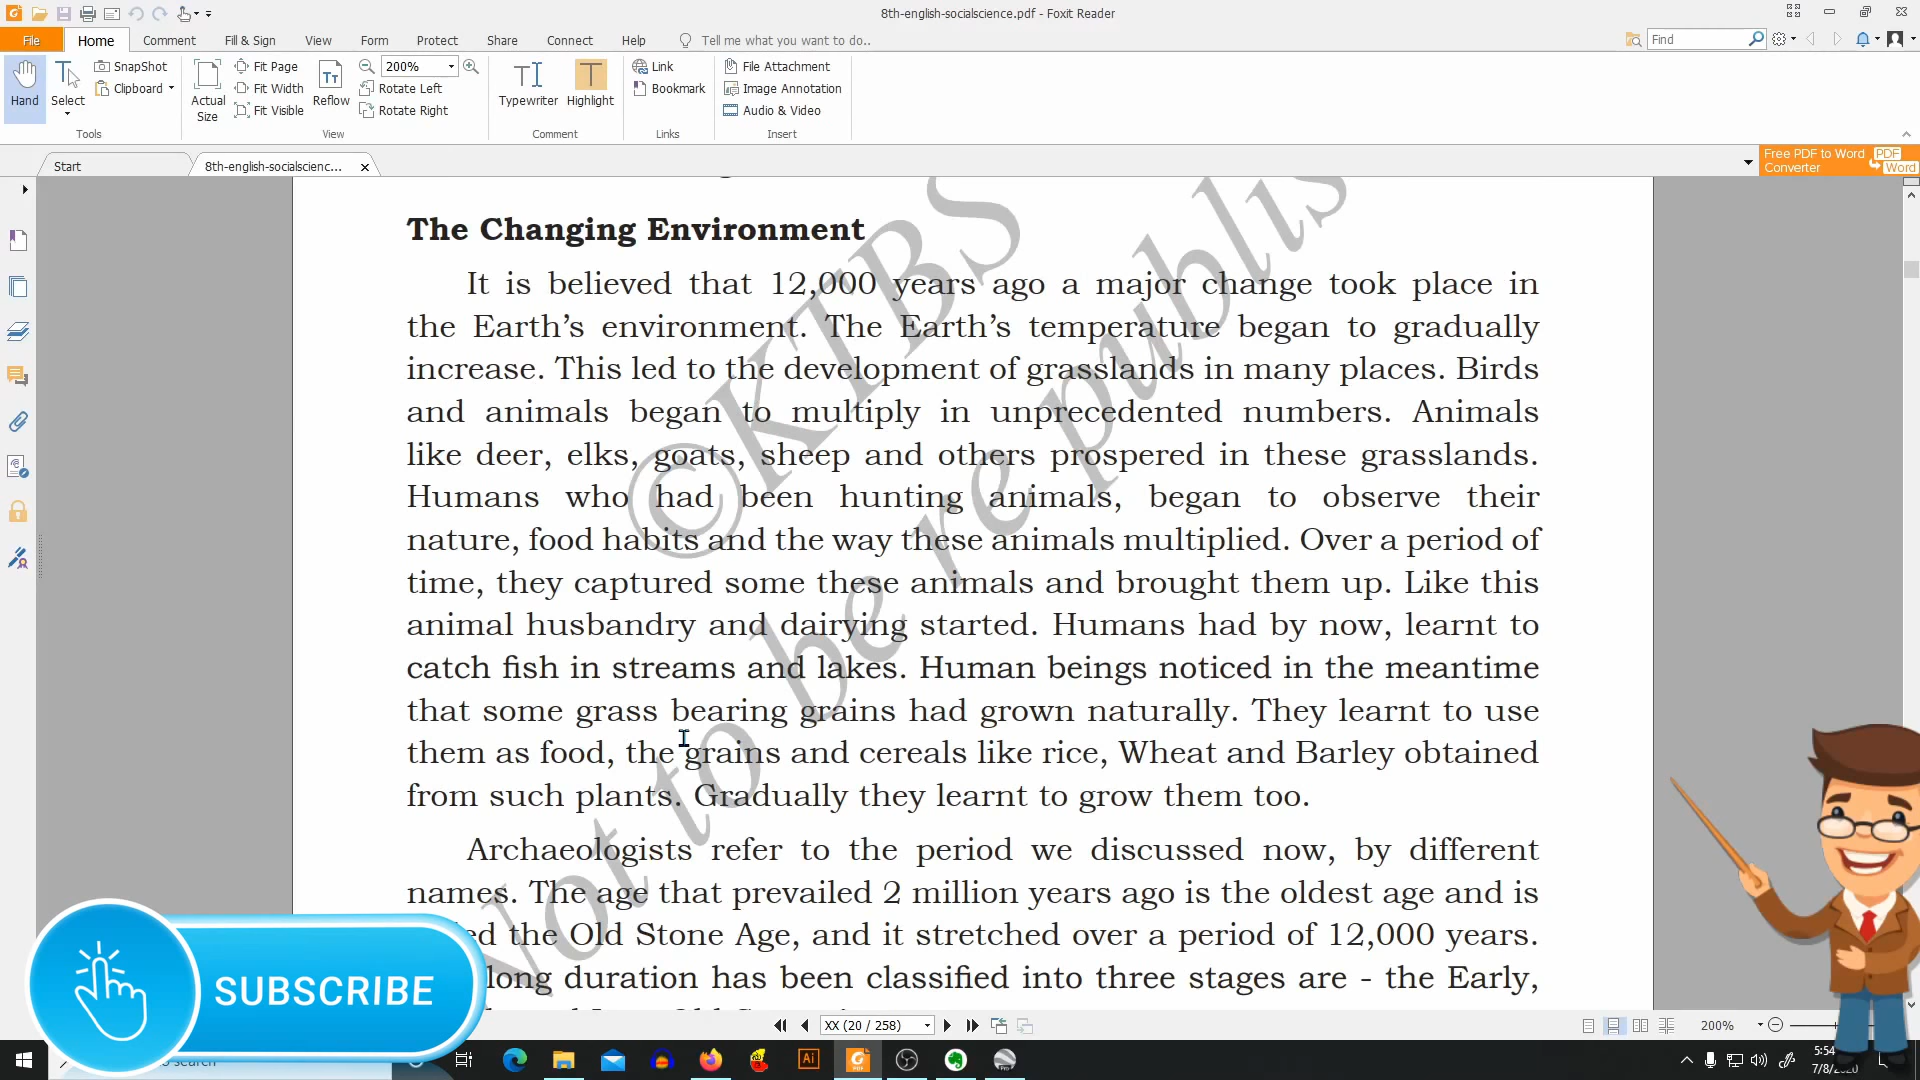 8th-english-socialscience.pdf - Foxit Reader
File Home Comment Fill & Sign View Form Protect Share Connect Help Tell me what you want to do.. Find
Hand Select SnapShot Clipboard Actual Size Fit Page Fit Width Fit Visible Reflow 200% Rotate Left Rotate Right Typewriter Highlight Link Bookmark File Attachment Image Annotation Audio & Video
Tools View Comment Links Insert
Start 8th-english-socialscienc... Free PDF to Word Converter PDF Word
The Changing Environment
It is believed that 12,000 years ago a major change took place in
the Earth's environment. The Earth's temperature began to gradually
increase. This led to the development of grasslands in many places. Birds
and animals began to multiply in unprecedented numbers. Animals
like deer, elks, goats, sheep and others prospered in these grasslands.
Humans who had been hunting animals, began to observe their
nature, food habits and the way these animals multiplied. Over a period of
time, they captured some these animals and brought them up. Like this
animal husbandry and dairying started. Humans had by now, learnt to
catch fish in streams and lakes. Human beings noticed in the meantime
that some grass bearing grains had grown naturally. They learnt to use
them as food, the grains and cereals like rice, Wheat and Barley obtained
from such plants. Gradually they learnt to grow them too.
Archaeologists refer to the period we discussed now, by different
names. The age that prevailed 2 million years ago is the oldest age and is
the Old Stone Age, and it stretched over a period of 12,000 years.
long duration has been classified into three stages are - the Early,
©KTBS
Not to be re publis
SUBSCRIBE
XX (20 / 258) 200%
search
Ai
PDF
5:54
7/8/2020